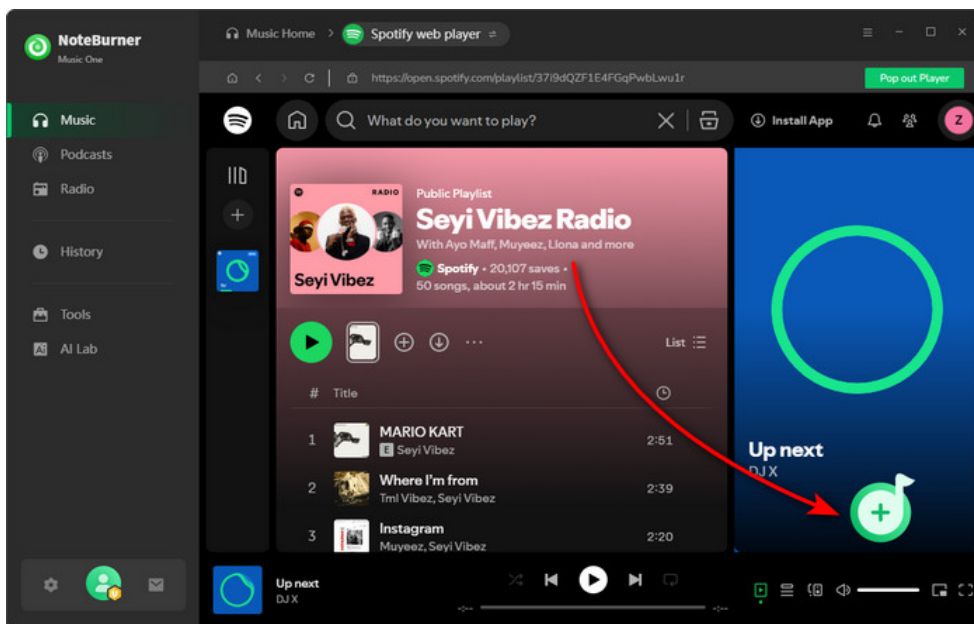 NoteBurner
Music One
Music Home > Spotify web player
https://open.spotify.com/playlist/37i9dQZF1E4FGqPwbLwu1r
Pop out Player
Music
Podcasts
Radio
History
Tools
AI Lab
What do you want to play?
Install App
Z
RADIO
Seyi Vibez
Public Playlist
Seyi Vibez Radio
With Ayo Maff, Muyeez, Llona and more
Spotify • 20,107 saves •
50 songs, about 2 hr 15 min
List
# Title
1 MARIO KART 2:51
E Seyi Vibez
2 Where I'm from 2:39
Tml Vibez, Seyi Vibez
3 Instagram 2:20
Muyeez, Seyi Vibez
Up next
DJ X
Up next
DJ X
-:--
-:--